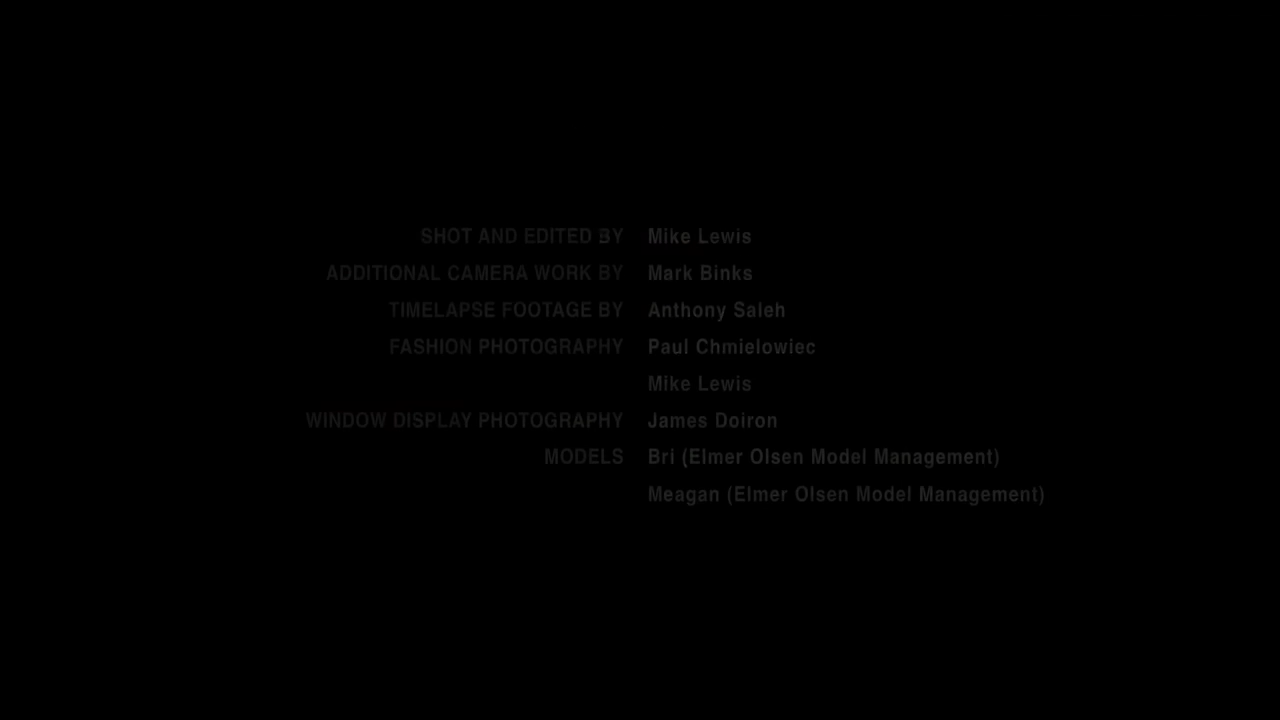 SHOT AND EDITED BY Mike Lewis
ADDITIONAL CAMERA WORK BY Mark Binks
TIMELAPSE FOOTAGE BY Anthony Saleh
FASHION PHOTOGRAPHY Paul Chmielowiec
Mike Lewis
WINDOW DISPLAY PHOTOGRAPHY James Doiron
MODELS Bri (Elmer Olsen Model Management)
Meagan (Elmer Olsen Model Management)